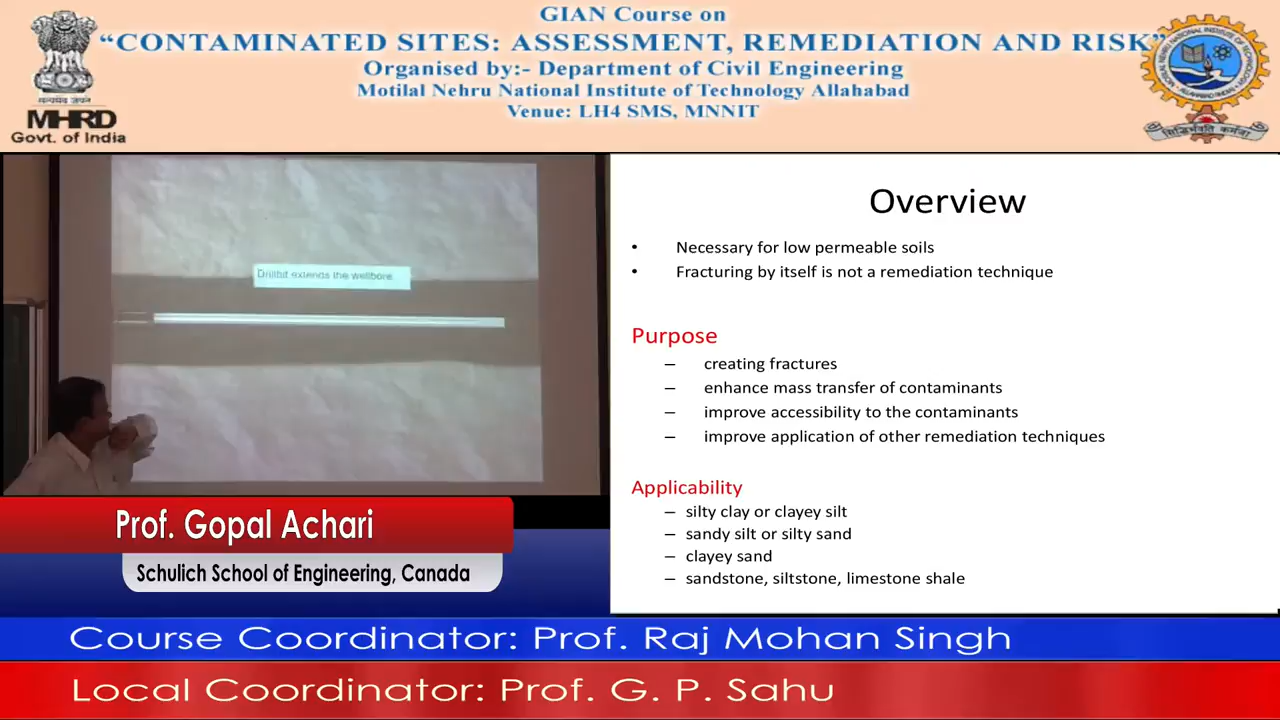 GIAN Course on
“CONTAMINATED SITES: ASSESSMENT, REMEDIATION AND RISK”
Organised by:- Department of Civil Engineering
Motilal Nehru National Institute of Technology Allahabad
Venue: LH4 SMS, MNNIT
सत्यमेव जयते
MHRD
Govt. of India
Drillbit extends the wellbore.
Overview
• Necessary for low permeable soils
• Fracturing by itself is not a remediation technique
Purpose
– creating fractures
– enhance mass transfer of contaminants
– improve accessibility to the contaminants
– improve application of other remediation techniques
Applicability
– silty clay or clayey silt
– sandy silt or silty sand
– clayey sand
– sandstone, siltstone, limestone shale
Prof. Gopal Achari
Schulich School of Engineering, Canada
Course Coordinator: Prof. Raj Mohan Singh
Local Coordinator: Prof. G. P. Sahu